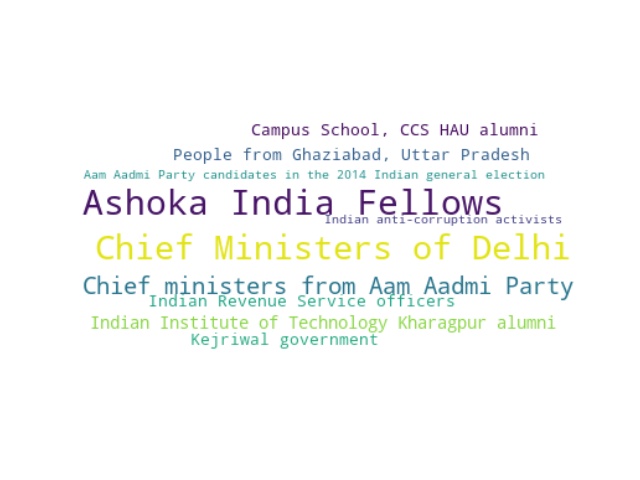 Campus School, CCS HAU alumni
People from Ghaziabad, Uttar Pradesh
Aam Aadmi Party candidates in the 2014 Indian general election
Ashoka India Fellows
Indian anti-corruption activists
Chief Ministers of Delhi
Chief ministers from Aam Aadmi Party
Indian Revenue Service officers
Indian Institute of Technology Kharagpur alumni
Kejriwal government